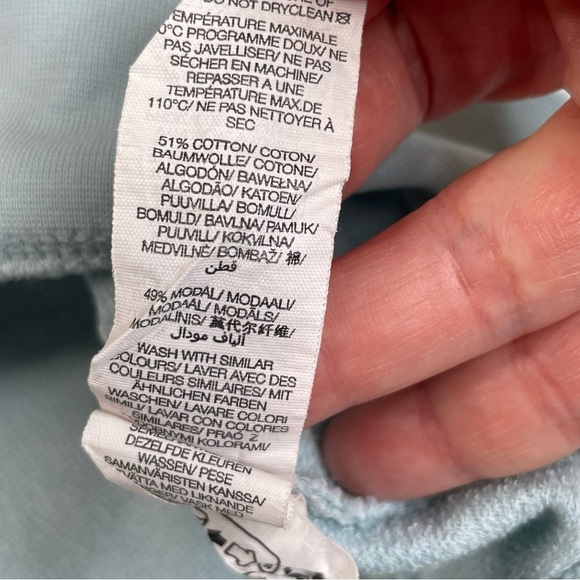 DO NOT DRYCLEAN
TEMPÉRATURE MAXIMALE
PROGRAMME DOUX/ NE
PAS JAVELLISER/ NE PAS
SÉCHER EN MACHINE/
REPASSER A UNE
TEMPÉRATURE MAX.DE
110°C/ NE PAS NETTOYER À
SEC
51% COTTON/ COTON/
BAUMWOLLE/ COTONE/
ALGODÓN/ BAWEŁNA/
ALGODÃO/ KATOEN/
PUUVILLA/ BOMULL/
BOMULD/ BAVLNA/ PAMUK/
PUUVILL/ KOKVILNA/
MEDVILNĖ/ BOMBAŽ/ 棉/
قطن
49% MODAL/ MODAALI/
MODAAL/ MODĀLS/
MODALINIS/ 莫代尔纤维/
ألياف مودال
WASH WITH SIMILAR
COLOURS/ LAVER AVEC DES
COULEURS SIMILAIRES/ MIT
ÄHNLICHEN FARBEN
WASCHEN/ LAVARE COLORI
SIMILI/ LAVAR CON COLORES
SIMILARES/ PRAĆ Z
KOLORAMI/
DEZELFDE KLEUREN
WASSEN/ PESE
SAMANVÄRISTEN KANSSA/
TVÄTTA MED LIKNANDE
VASK MED